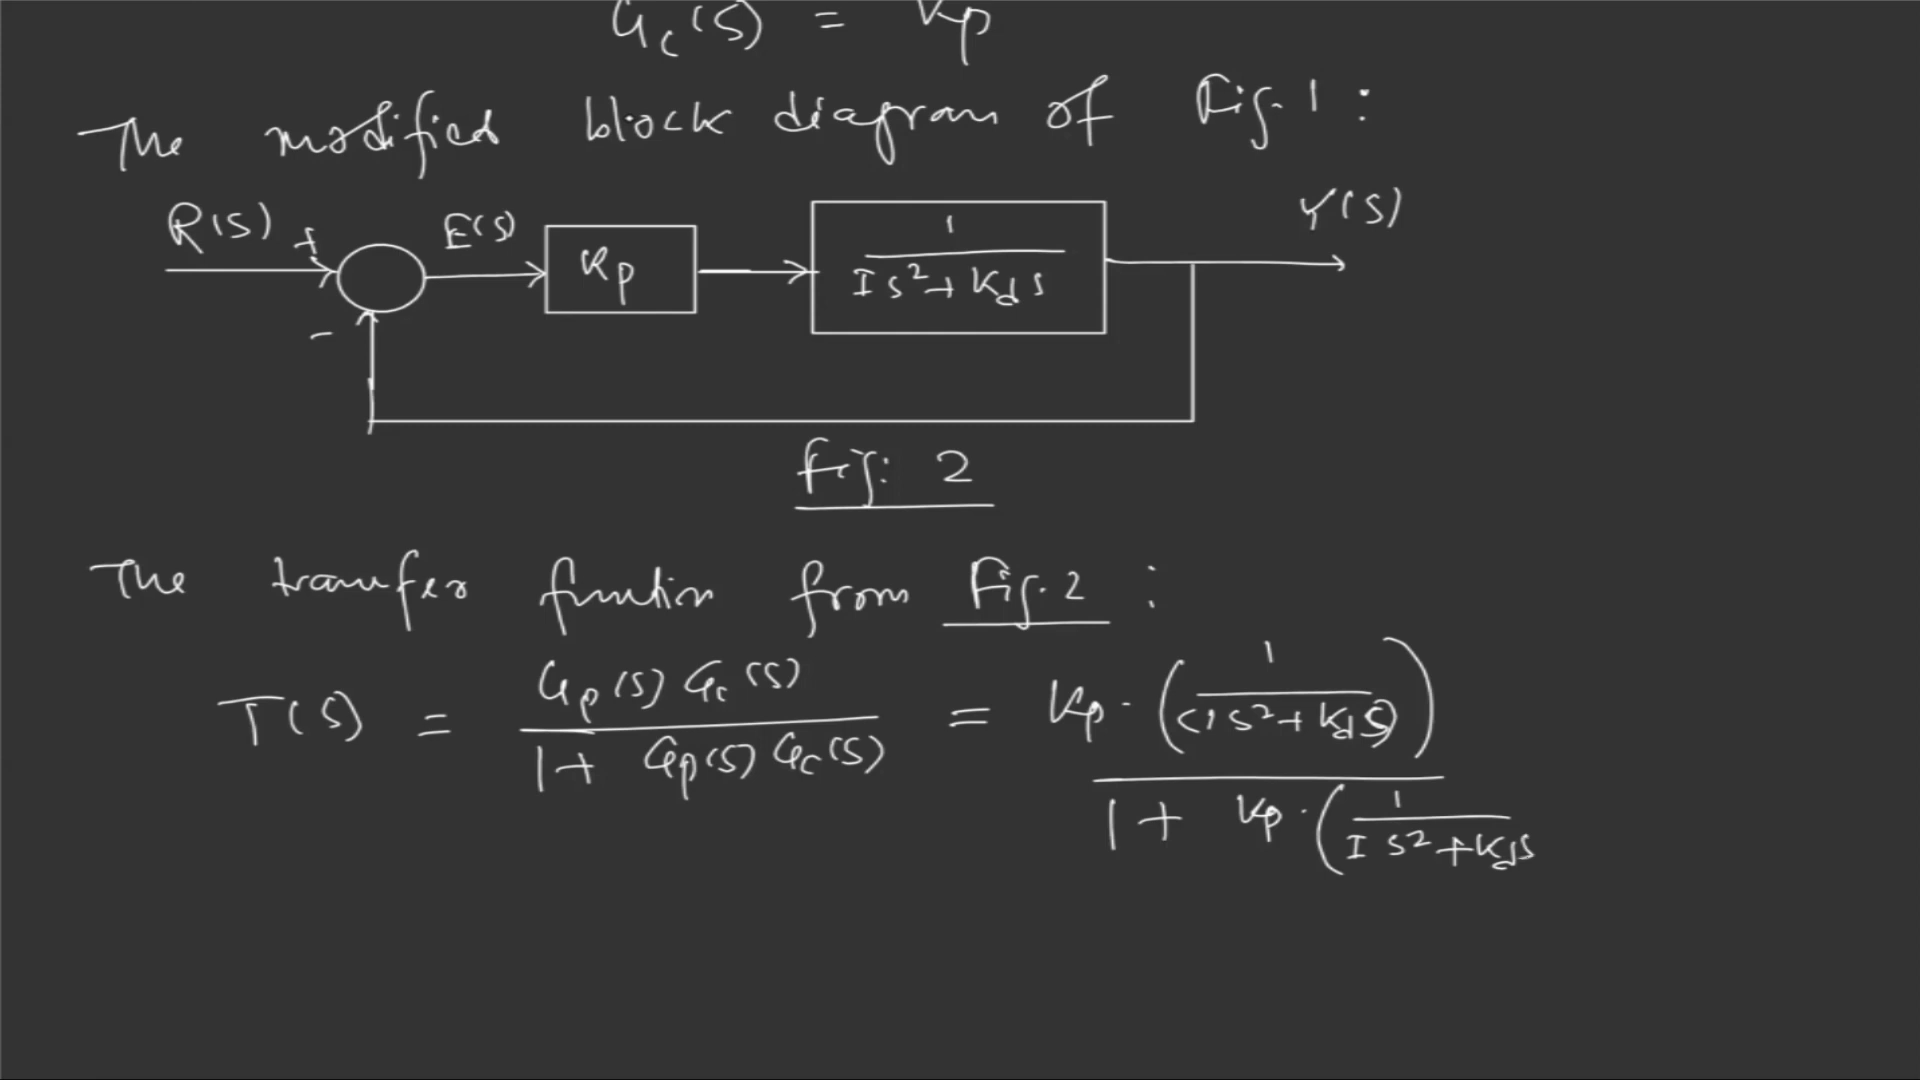 Gc(s) = Kp
The modified block diagram of Fig. 1 :
R(s) + E(s) Kp 1 / (Is² + Kd s) Y(s)
-
Fig: 2
The transfer function from Fig. 2 :
T(s) = Gp(s) Gc(s) / (1 + Gp(s) Gc(s)) = Kp · (1 / (Is² + Kd s)) / (1 + Kp · (1 / (Is² + Kd s